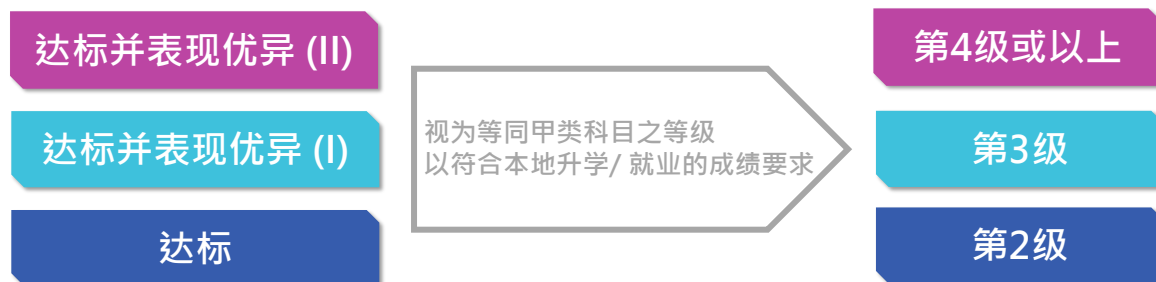 达标并表现优异 (II)
第4级或以上
视为等同甲类科目之等级
以符合本地升学/ 就业的成绩要求
达标并表现优异 (I)
第3级
达标
第2级